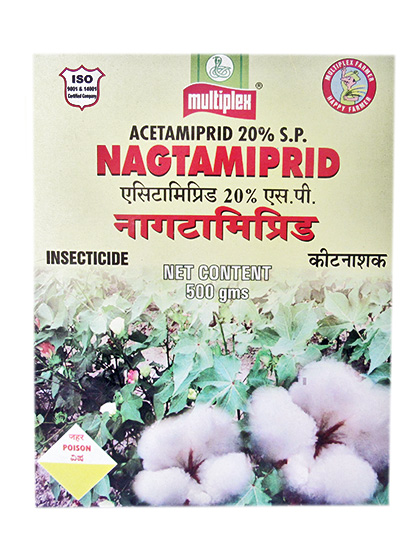 ISO
9001 & 14001
Certified Company
multiplex
®
MULTIPLEX FARMER
HAPPY FARMER
ACETAMIPRID 20% S.P.
NAGTAMIPRID
एसिटामिप्रिड 20% एस.पी.
नागटामिप्रिड
INSECTICIDE
कीटनाशक
NET CONTENT
500 gms
जहर
POISON
ವಿಷ